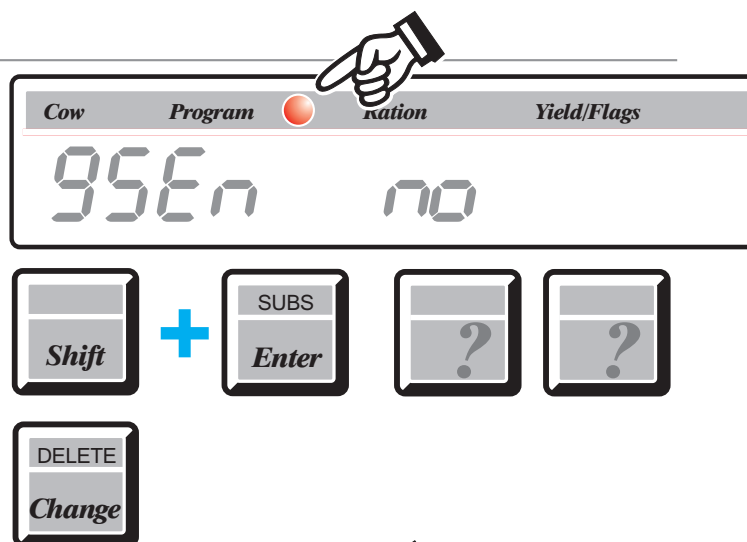 Cow Program Ration Yield/Flags
95En no
Shift + SUBS Enter ? ?
DELETE
Change